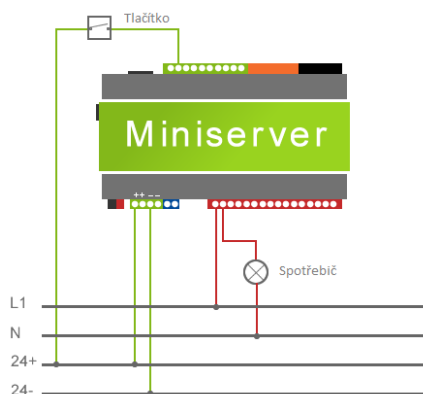 Tlačítko
Miniserver
++ --
Spotřebič
L1
N
24+
24-